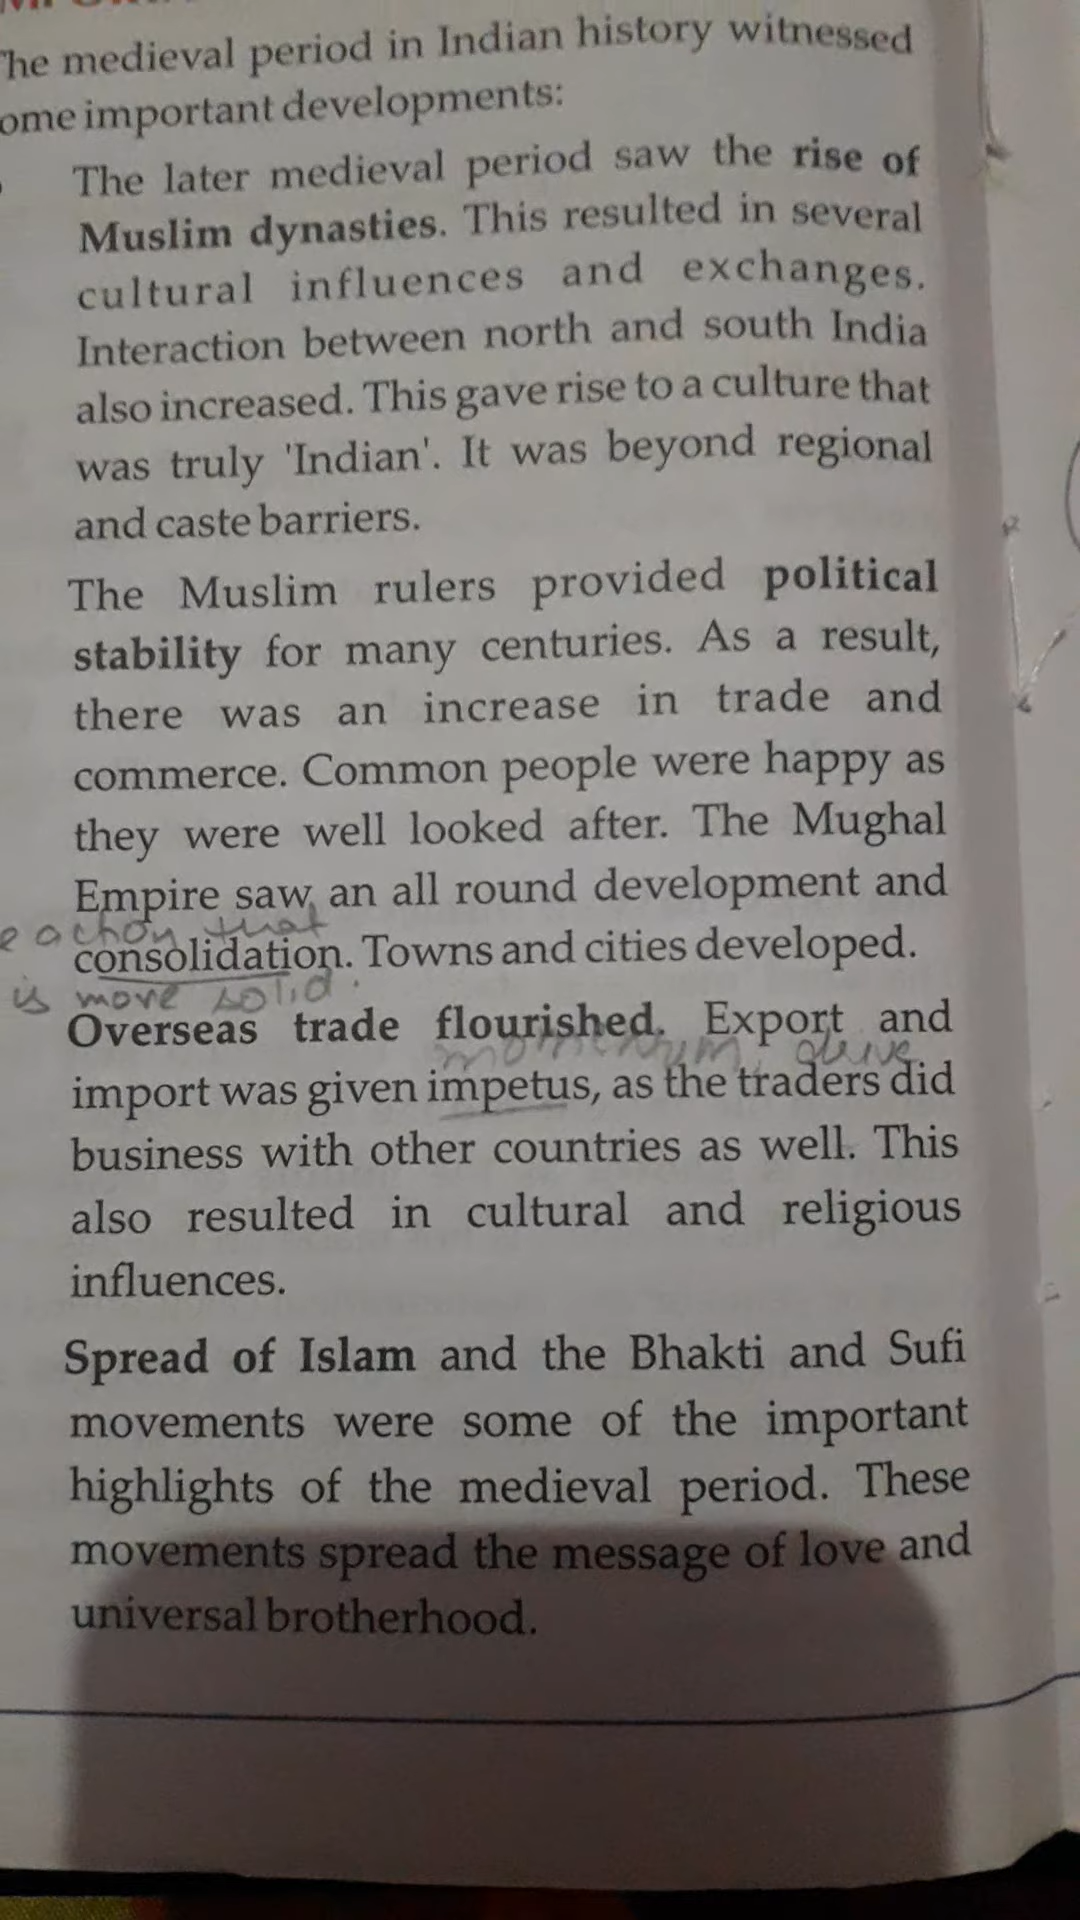 The medieval period in Indian history witnessed
ome important developments:
The later medieval period saw the rise of
Muslim dynasties. This resulted in several
cultural influences and exchanges.
Interaction between north and south India
also increased. This gave rise to a culture that
was truly 'Indian'. It was beyond regional
and caste barriers.
The Muslim rulers provided political
stability for many centuries. As a result,
there was an increase in trade and
commerce. Common people were happy as
they were well looked after. The Mughal
Empire saw an all round development and
that
consolidation. Towns and cities developed.
is more solid.
Overseas trade flourished. Export and
momentum, drive
import was given impetus, as the traders did
business with other countries as well. This
also resulted in cultural and religious
influences.
Spread of Islam and the Bhakti and Sufi
movements were some of the important
highlights of the medieval period. These
movements spread the message of love and
universal brotherhood.